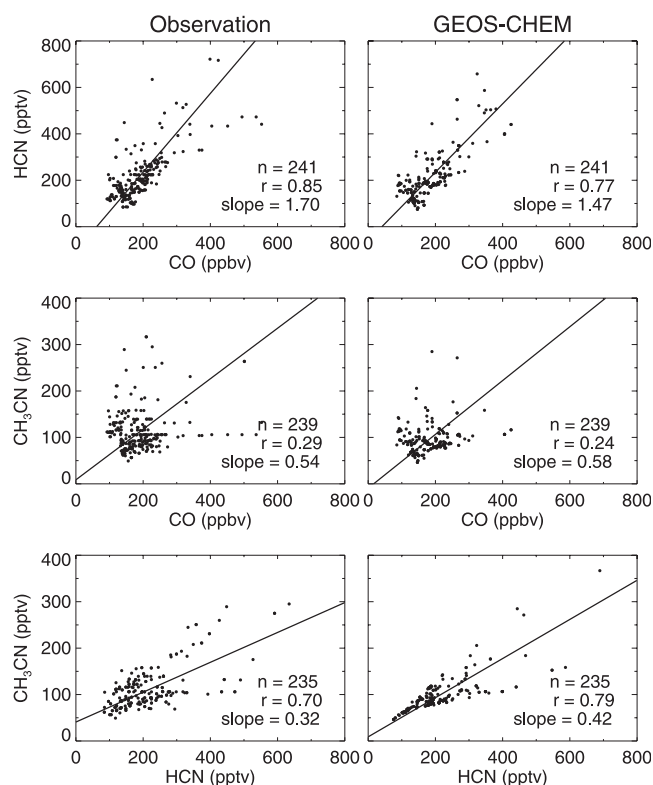 Observation
GEOS-CHEM
800
600
400
200
0
HCN (pptv)
n = 241
r = 0.85
slope = 1.70
0 200 400 600 800
CO (ppbv)
n = 241
r = 0.77
slope = 1.47
0 200 400 600 800
CO (ppbv)
400
300
200
100
0
CH₃CN (pptv)
n = 239
r = 0.29
slope = 0.54
0 200 400 600 800
CO (ppbv)
n = 239
r = 0.24
slope = 0.58
0 200 400 600 800
CO (ppbv)
400
300
200
100
0
CH₃CN (pptv)
n = 235
r = 0.70
slope = 0.32
0 200 400 600 800
HCN (pptv)
n = 235
r = 0.79
slope = 0.42
0 200 400 600 800
HCN (pptv)